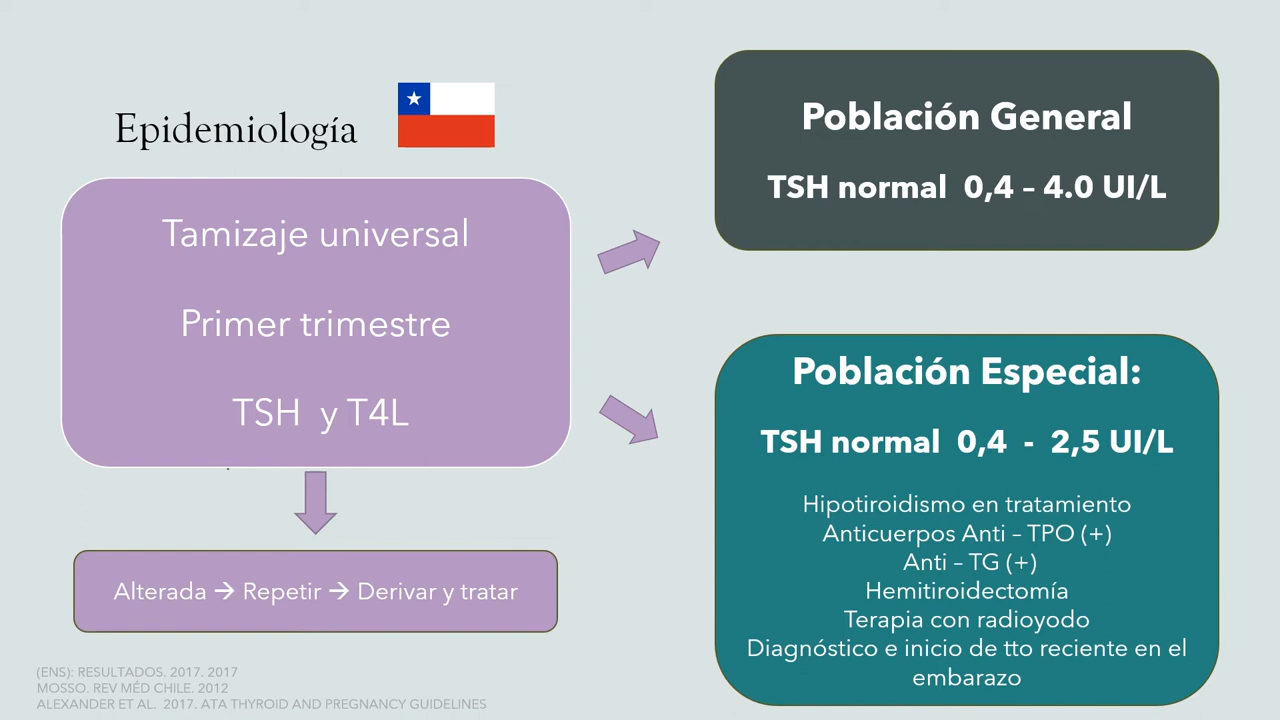 Epidemiología
Tamizaje universal
Primer trimestre
TSH y T4L
Alterada → Repetir → Derivar y tratar
Población General
TSH normal 0,4 – 4.0 UI/L
Población Especial:
TSH normal 0,4 - 2,5 UI/L
Hipotiroidismo en tratamiento
Anticuerpos Anti – TPO (+)
Anti – TG (+)
Hemitiroidectomía
Terapia con radioyodo
Diagnóstico e inicio de tto reciente en el
embarazo
(ENS): RESULTADOS. 2017. 2017
MOSSO. REV MÉD CHILE. 2012
ALEXANDER ET AL. 2017. ATA THYROID AND PREGNANCY GUIDELINES